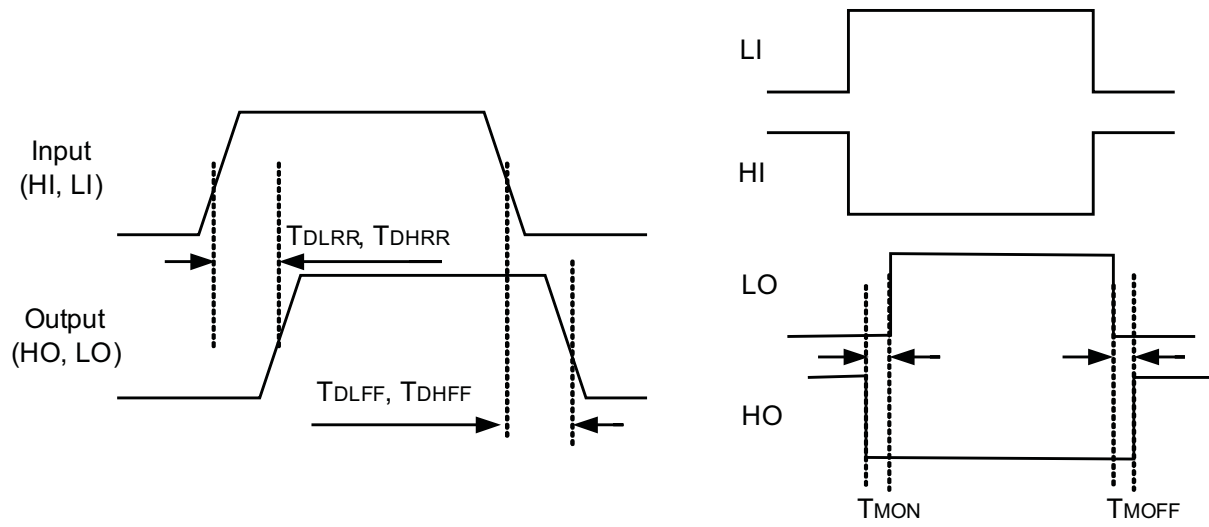 Input
(HI, LI)
TDLRR, TDHRR
Output
(HO, LO)
TDLFF, TDHFF
LI
HI
LO
HO
TMON
TMOFF